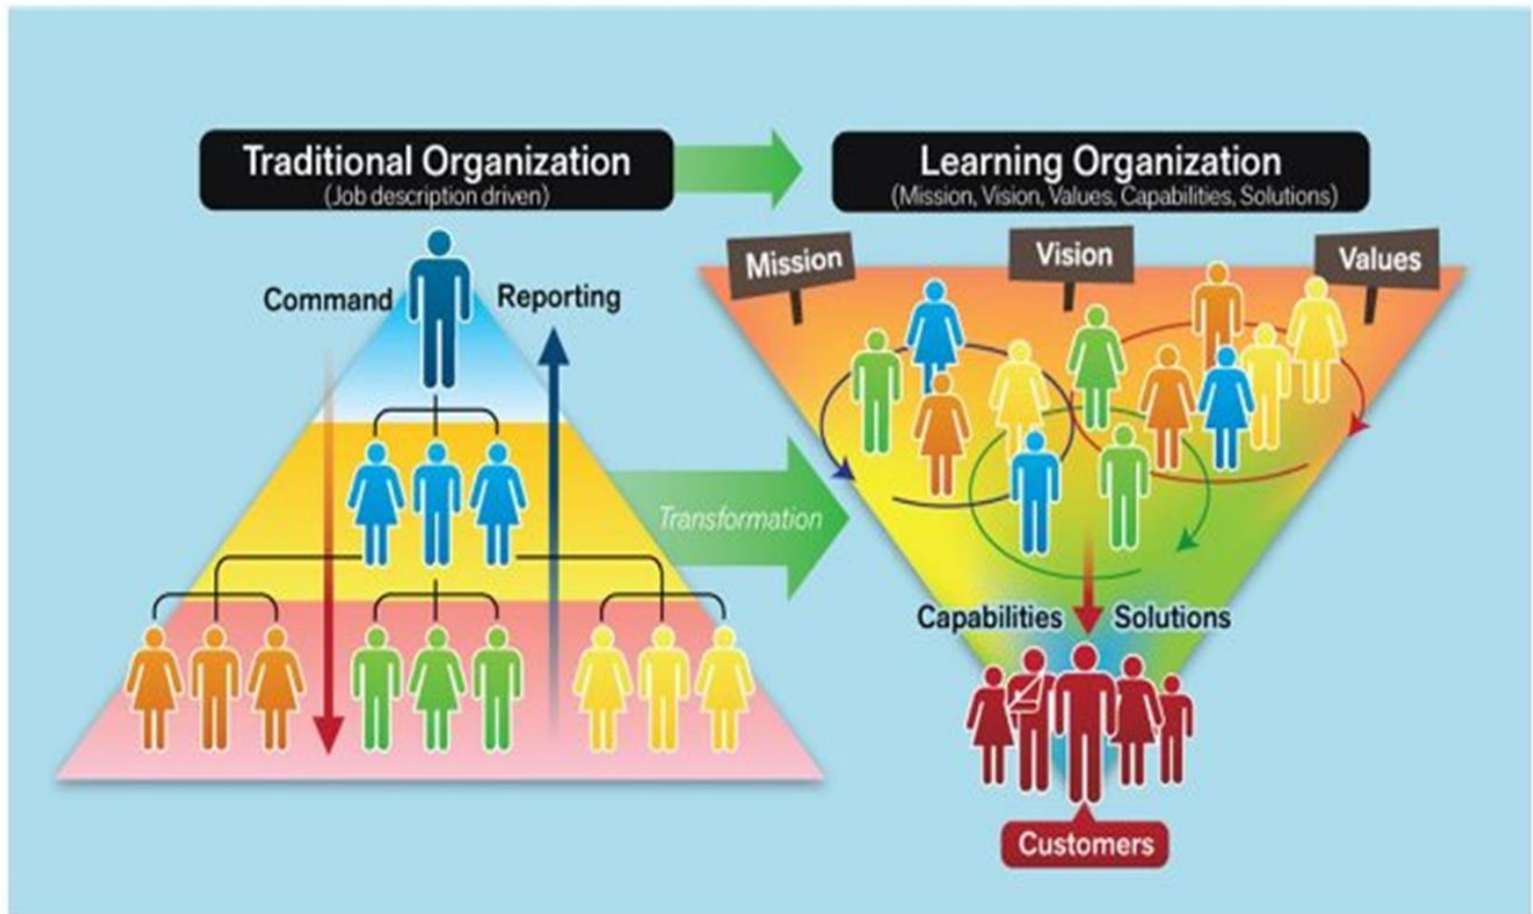 Traditional Organization
(Job description driven)
Learning Organization
(Mission, Vision, Values, Capabilities, Solutions)
Command
Reporting
Mission
Vision
Values
Transformation
Capabilities
Solutions
Customers